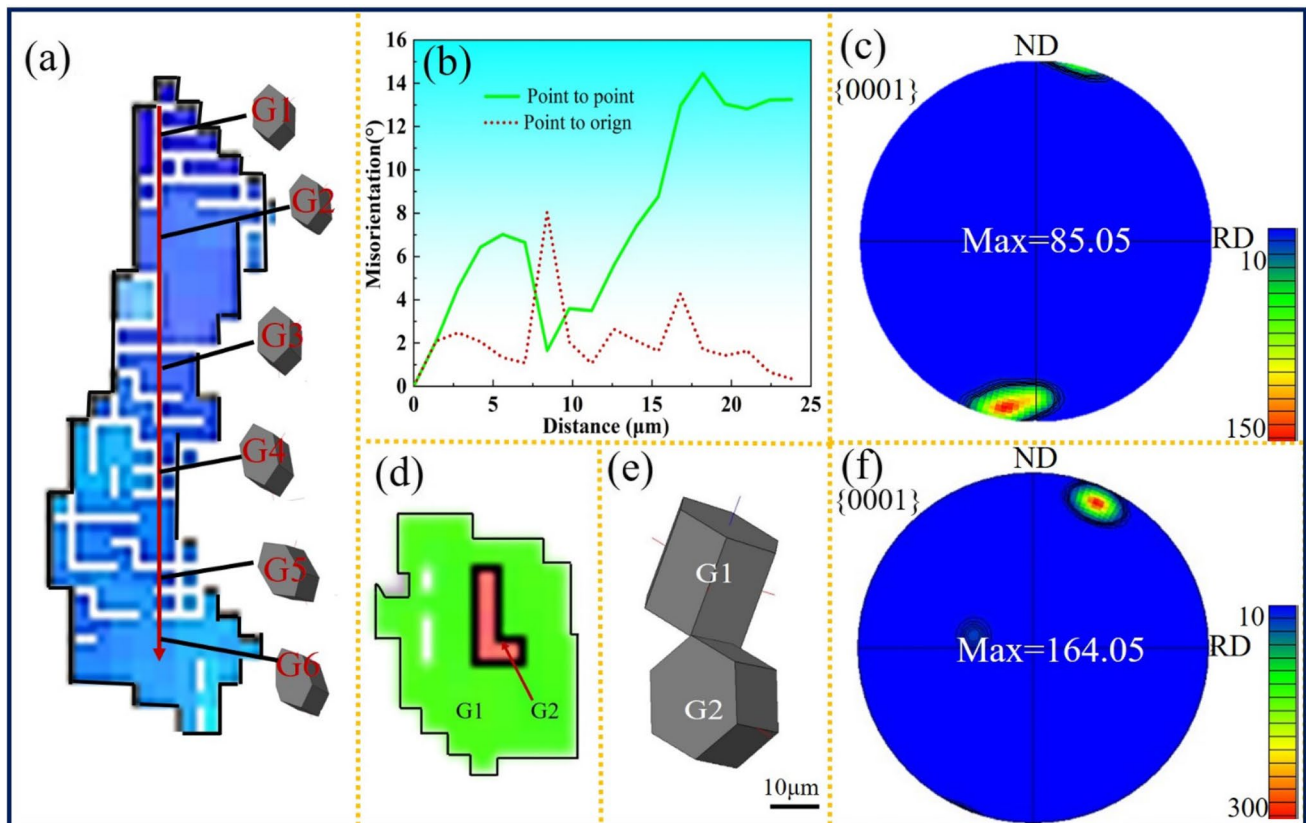 (a)
G1
G2
G3
G4
G5
G6
(b)
16
14
12
10
8
6
4
2
0
Misorientation(°)
Point to point
Point to orign
0 5 10 15 20 25
Distance (μm)
(c)
ND
{0001}
Max=85.05
RD
10
150
(d)
G1
G2
(e)
G1
G2
10μm
(f)
ND
{0001}
Max=164.05
RD
10
300